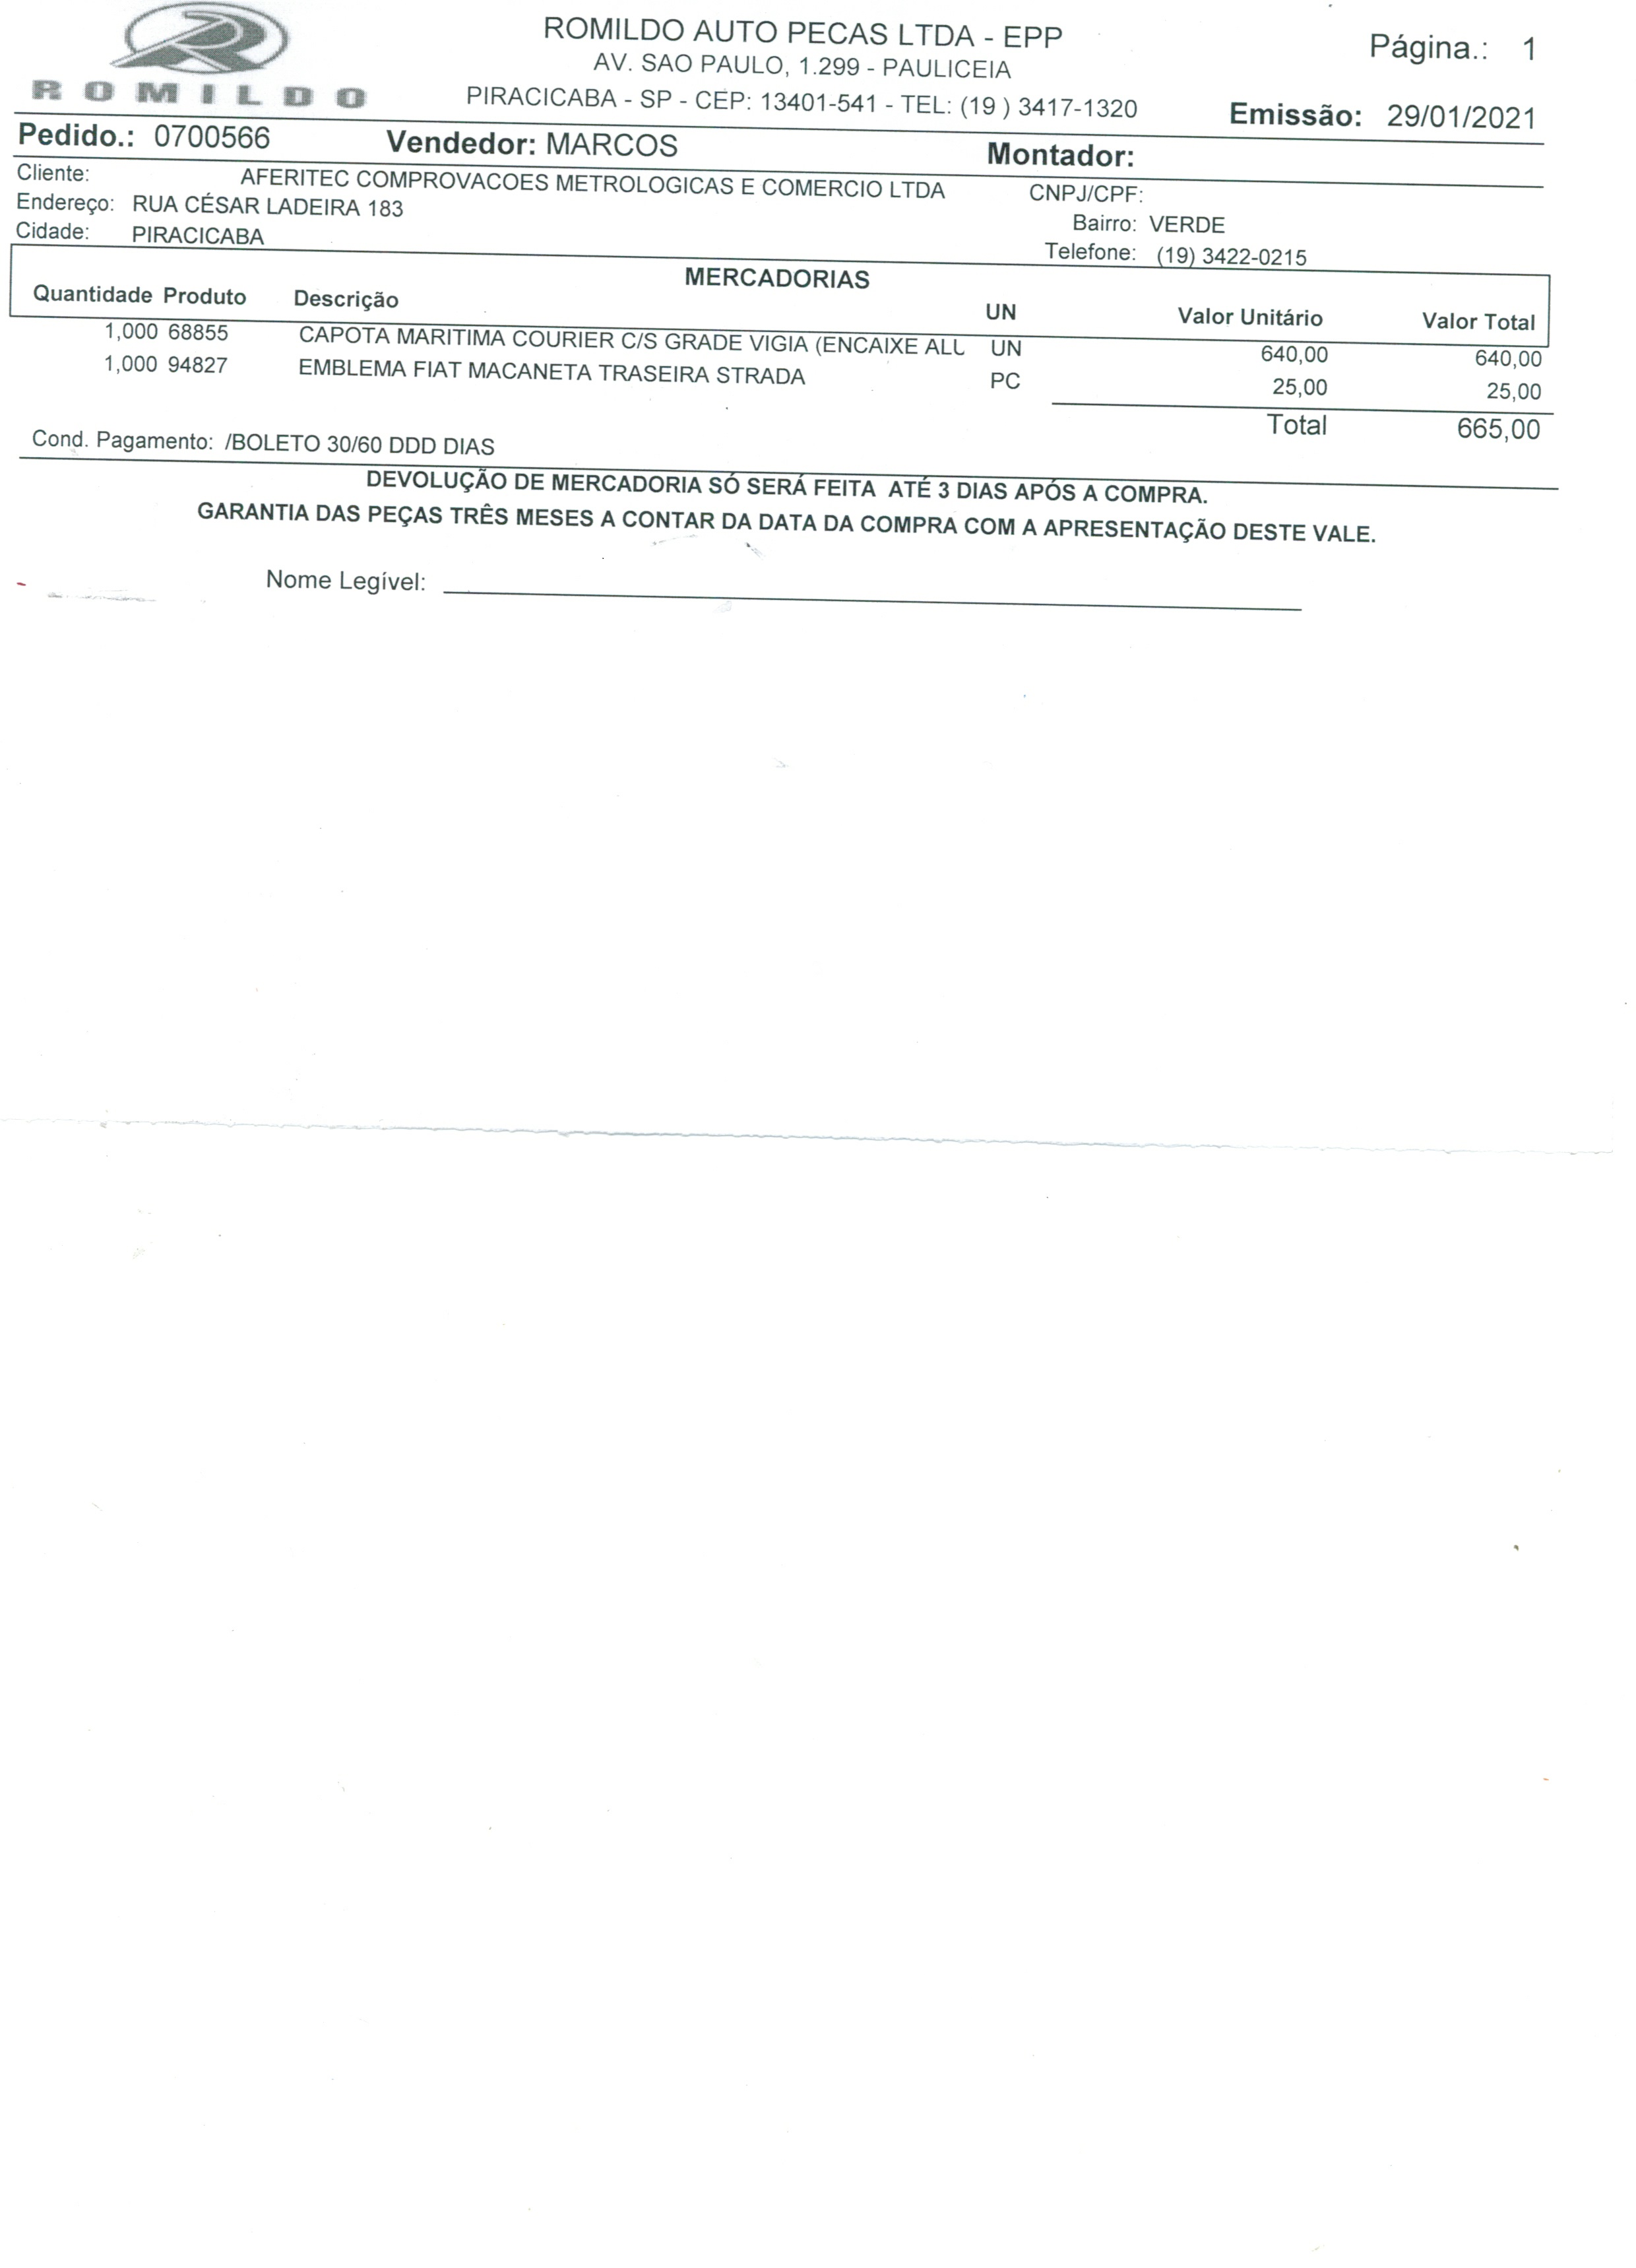 ROMILDO
ROMILDO AUTO PECAS LTDA - EPP
AV. SAO PAULO, 1.299 - PAULICEIA
PIRACICABA - SP - CEP: 13401-541 - TEL: (19 ) 3417-1320
Página.: 1
Emissão: 29/01/2021
Pedido.: 0700566 Vendedor: MARCOS Montador:
Cliente: AFERITEC COMPROVACOES METROLOGICAS E COMERCIO LTDA CNPJ/CPF:
Endereço: RUA CÉSAR LADEIRA 183 Bairro: VERDE
Cidade: PIRACICABA Telefone: (19) 3422-0215
MERCADORIAS
Quantidade Produto Descrição UN Valor Unitário Valor Total
1,000 68855 CAPOTA MARITIMA COURIER C/S GRADE VIGIA (ENCAIXE ALU UN 640,00 640,00
1,000 94827 EMBLEMA FIAT MACANETA TRASEIRA STRADA PC 25,00 25,00
Total 665,00
Cond. Pagamento: /BOLETO 30/60 DDD DIAS
DEVOLUÇÃO DE MERCADORIA SÓ SERÁ FEITA ATÉ 3 DIAS APÓS A COMPRA.
GARANTIA DAS PEÇAS TRÊS MESES A CONTAR DA DATA DA COMPRA COM A APRESENTAÇÃO DESTE VALE.
Nome Legível: